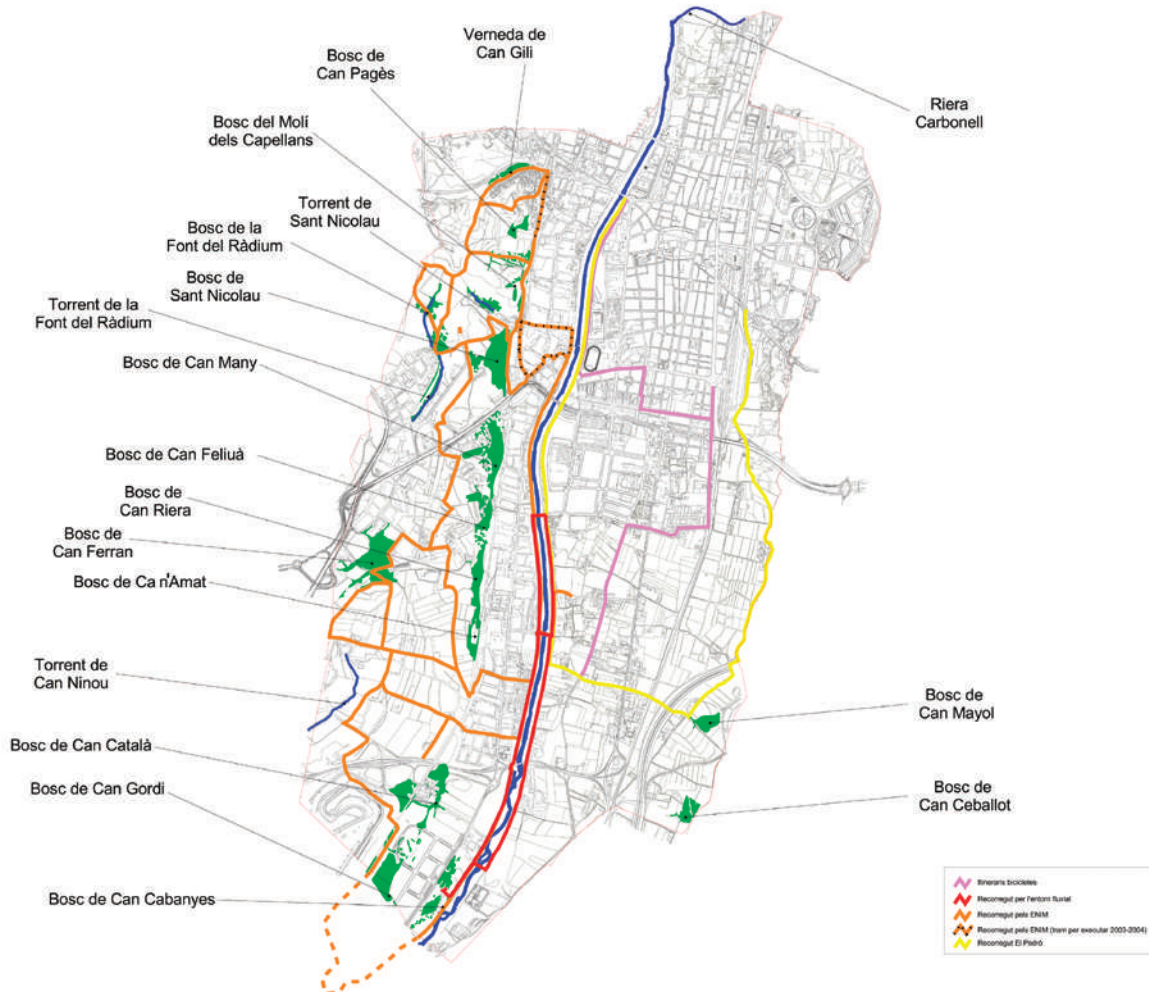 Verneda de
Can Gili
Bosc de
Can Pagès
Riera
Carbonell
Bosc del Molí
dels Capellans
Torrent de
Sant Nicolau
Bosc de la
Font del Ràdium
Bosc de
Sant Nicolau
Torrent de la
Font del Ràdium
Bosc de Can Many
Bosc de Can Feliuà
Bosc de
Can Riera
Bosc de
Can Ferran
Bosc de Ca n'Amat
Torrent de
Can Ninou
Bosc de
Can Mayol
Bosc de Can Català
Bosc de Can Gordi
Bosc de
Can Ceballot
Bosc de Can Cabanyes
Itineraris bicicletes
Recorregut per l'entorn fluvial
Recorregut pels ENIM
Recorregut pels ENIM (tram per executar 2003-2004)
Recorregut El Pedró